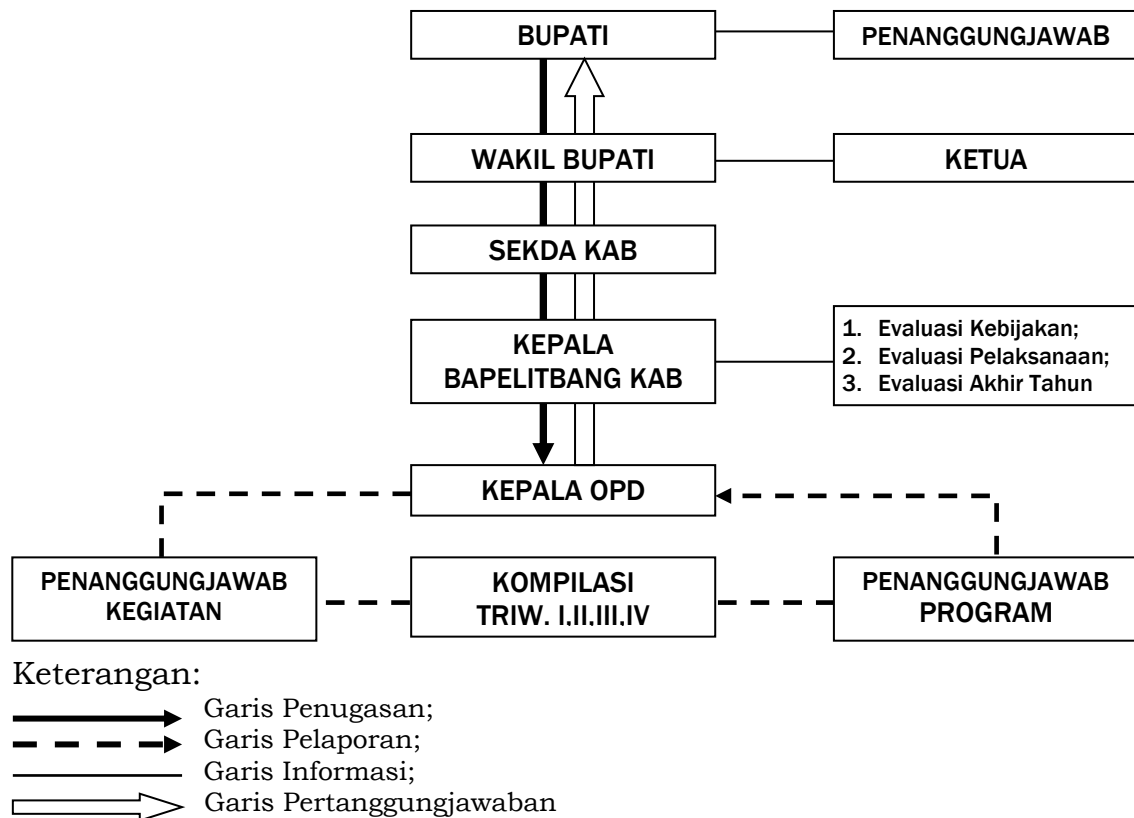 BUPATI
PENANGGUNGJAWAB
WAKIL BUPATI
KETUA
SEKDA KAB
KEPALA
BAPELITBANG KAB
1. Evaluasi Kebijakan;
2. Evaluasi Pelaksanaan;
3. Evaluasi Akhir Tahun
KEPALA OPD
PENANGGUNGJAWAB
KEGIATAN
KOMPILASI
TRIW. I,II,III,IV
PENANGGUNGJAWAB
PROGRAM
Keterangan:
Garis Penugasan;
Garis Pelaporan;
Garis Informasi;
Garis Pertanggungjawaban